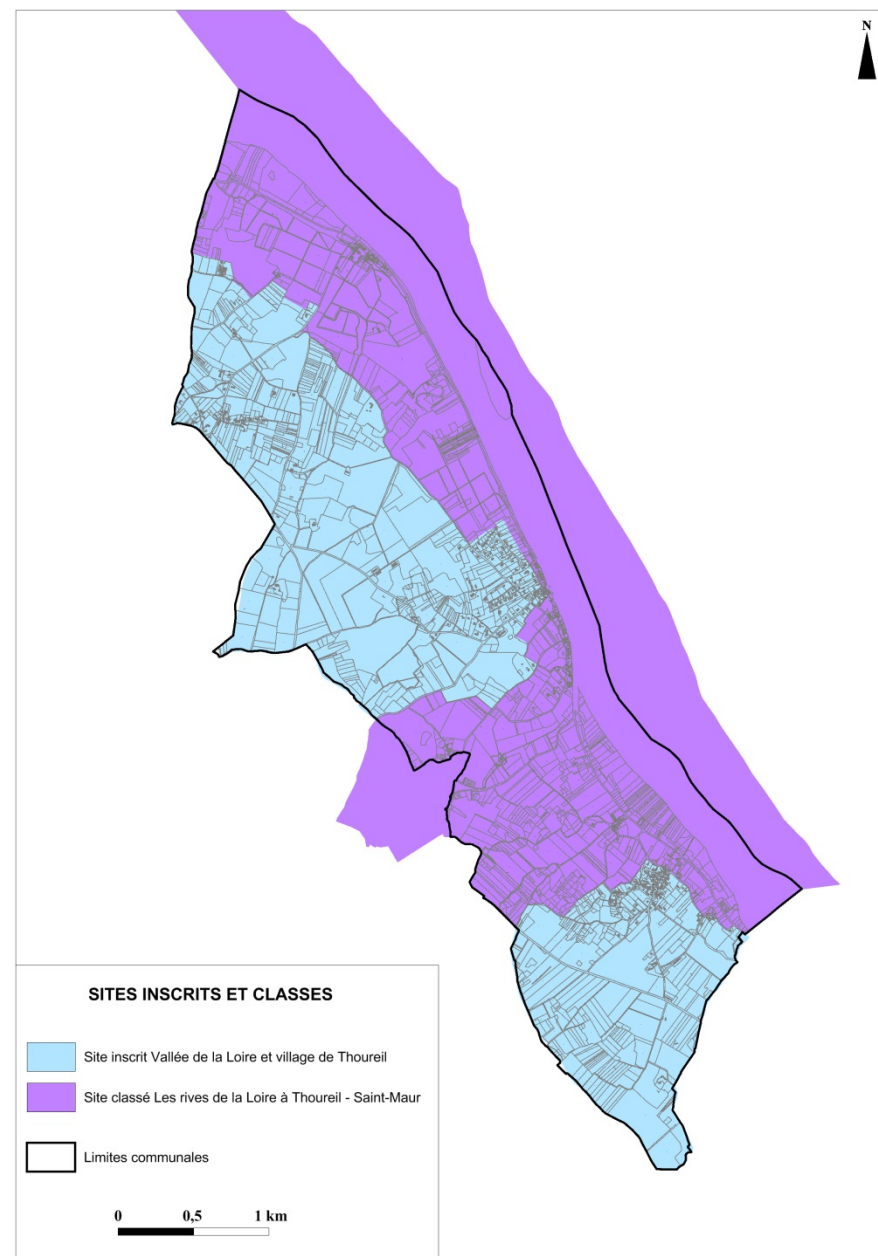 N
SITES INSCRITS ET CLASSES
Site inscrit Vallée de la Loire et village de Thoureil
Site classé Les rives de la Loire à Thoureil - Saint-Maur
Limites communales
0 0,5 1 km